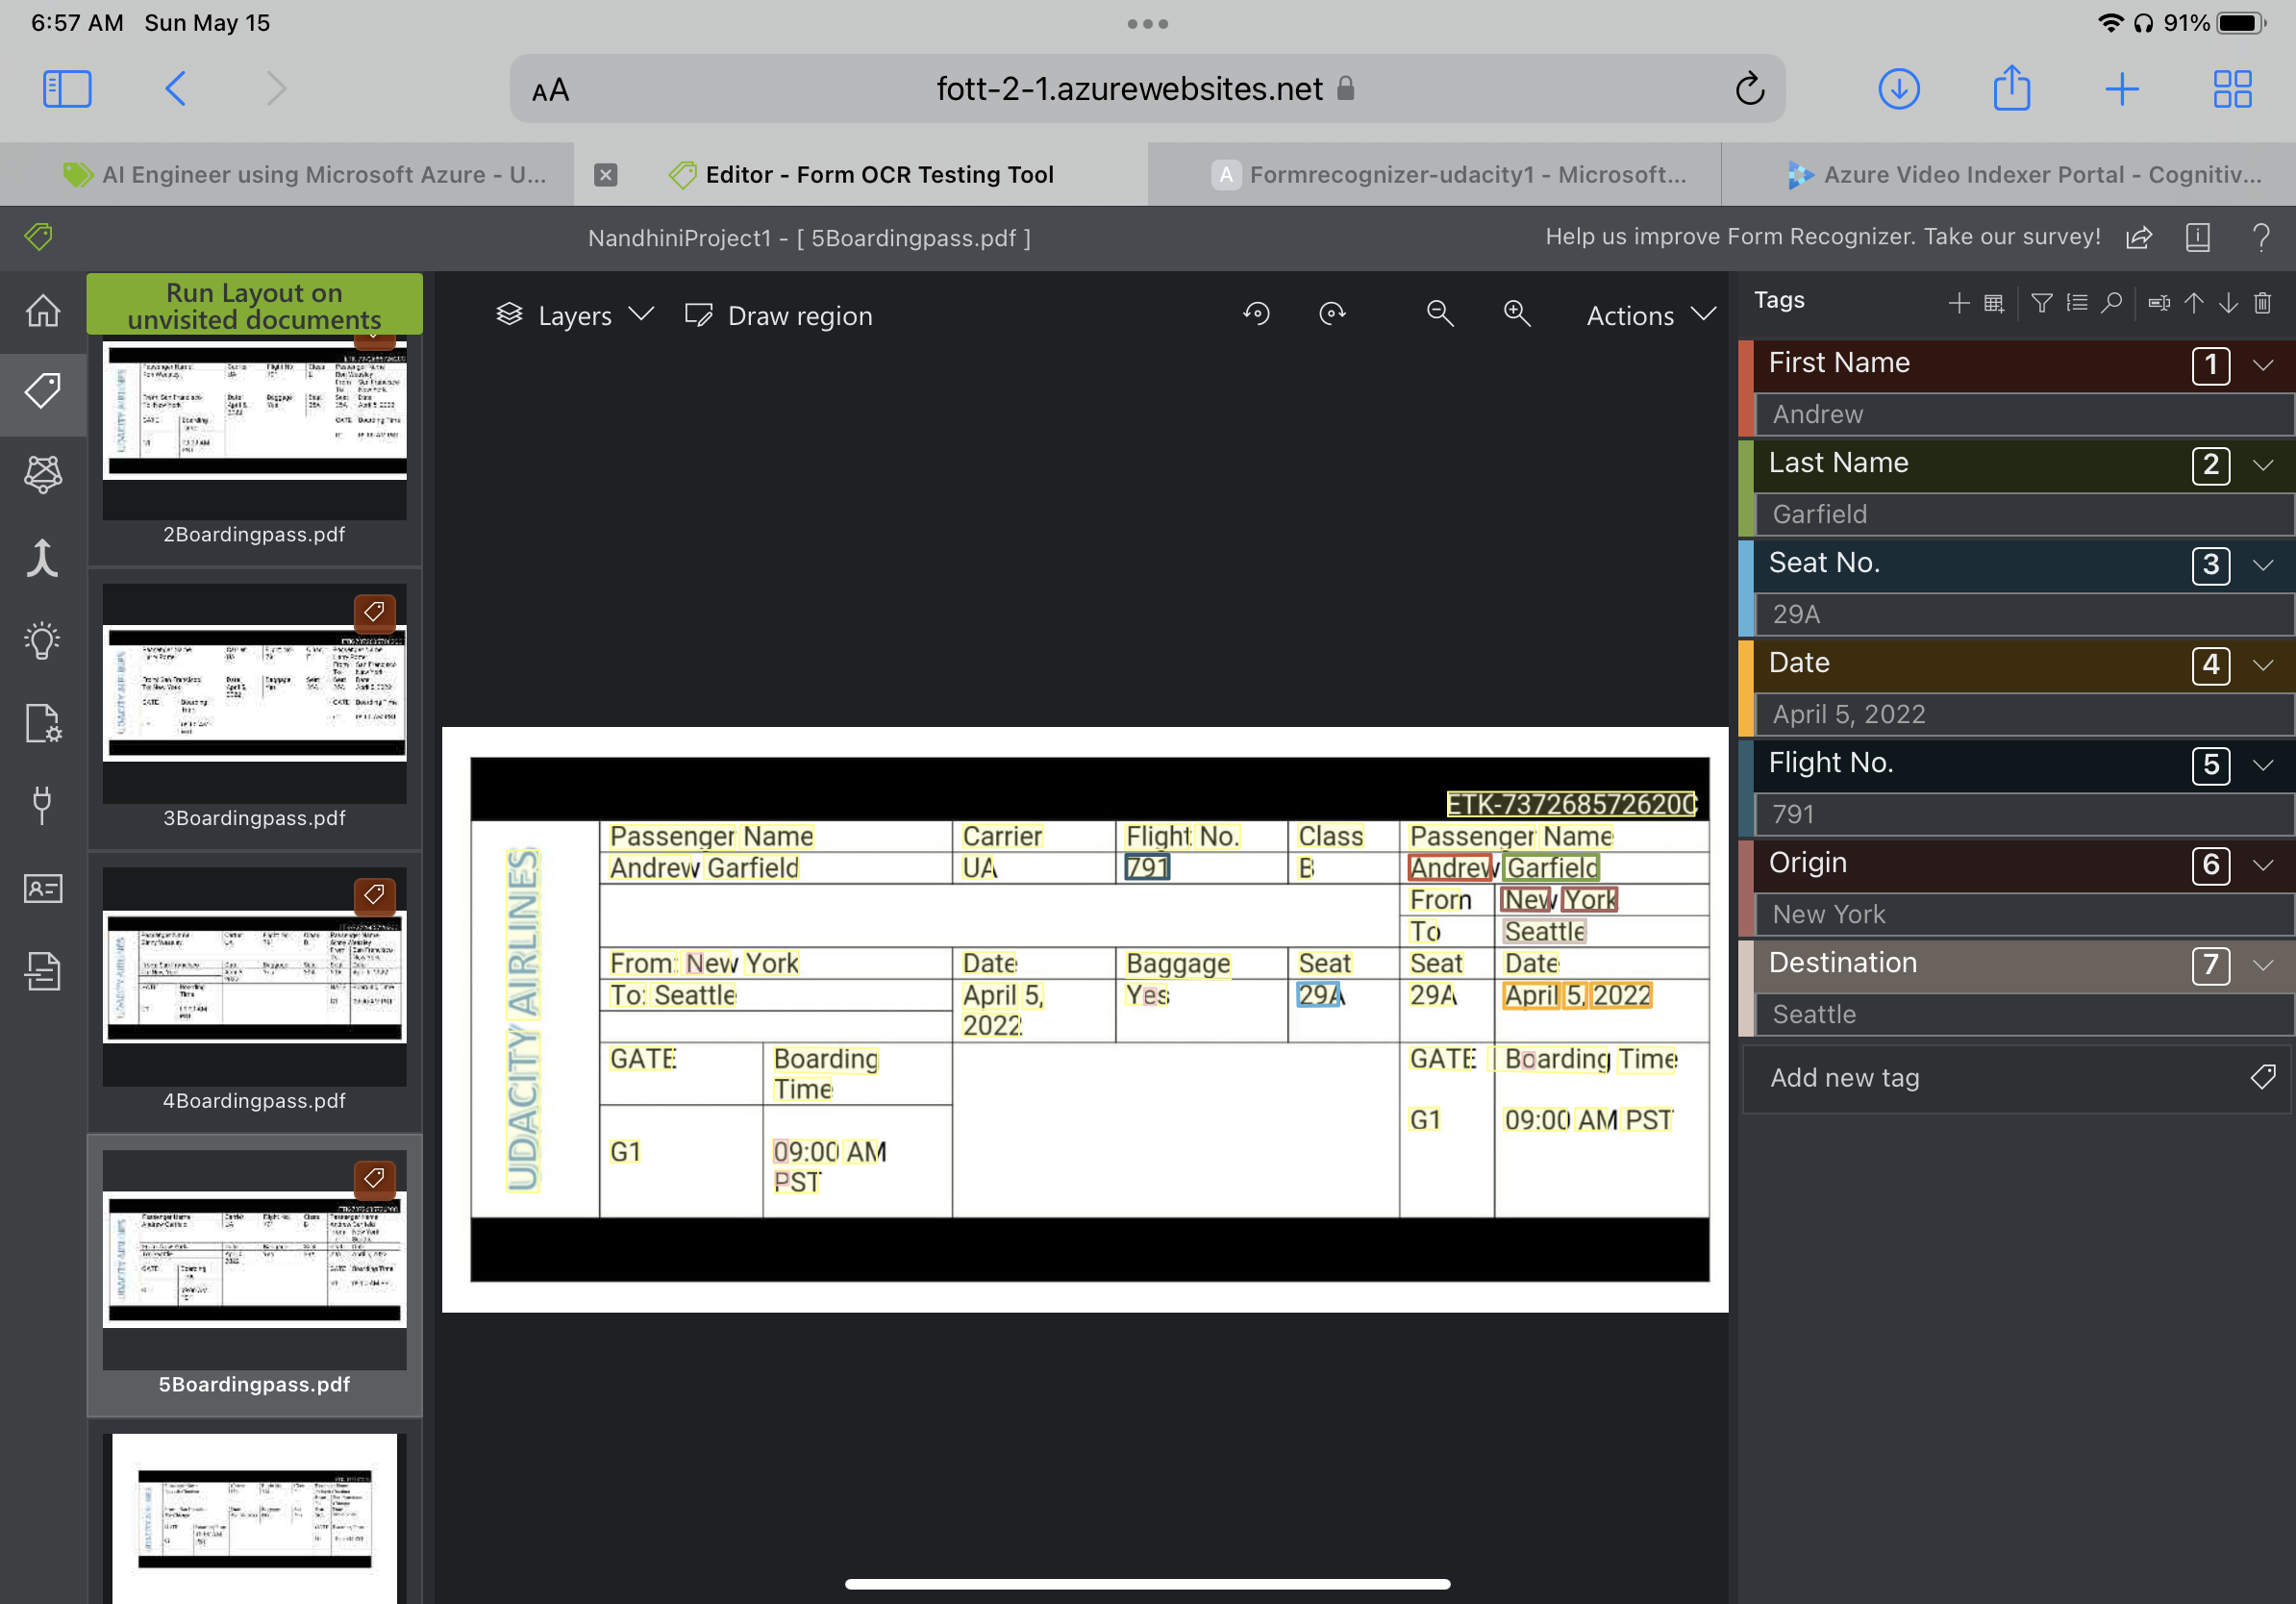 6:57 AM Sun May 15
91%
AA fott-2-1.azurewebsites.net
AI Engineer using Microsoft Azure - U...
Editor - Form OCR Testing Tool
A Formrecognizer-udacity1 - Microsoft...
Azure Video Indexer Portal - Cognitiv...
NandhiniProject1 - [ 5Boardingpass.pdf ]
Help us improve Form Recognizer. Take our survey!
Run Layout on
unvisited documents
2Boardingpass.pdf
3Boardingpass.pdf
4Boardingpass.pdf
5Boardingpass.pdf
Layers
Draw region
Actions
ETK-737268572620C
UDACITY AIRLINES
Passenger Name Carrier Flight No. Class Passenger Name
Andrew Garfield UA 791 B Andrew Garfield
From New York
To Seattle
From: New York Date Baggage Seat Seat Date
To: Seattle April 5, Yes 29A 29A April 5, 2022
2022
GATE Boarding GATE Boarding Time
Time
G1 09:00 AM PST
G1 09:00 AM
PST
Tags
First Name 1
Andrew
Last Name 2
Garfield
Seat No. 3
29A
Date 4
April 5, 2022
Flight No. 5
791
Origin 6
New York
Destination 7
Seattle
Add new tag